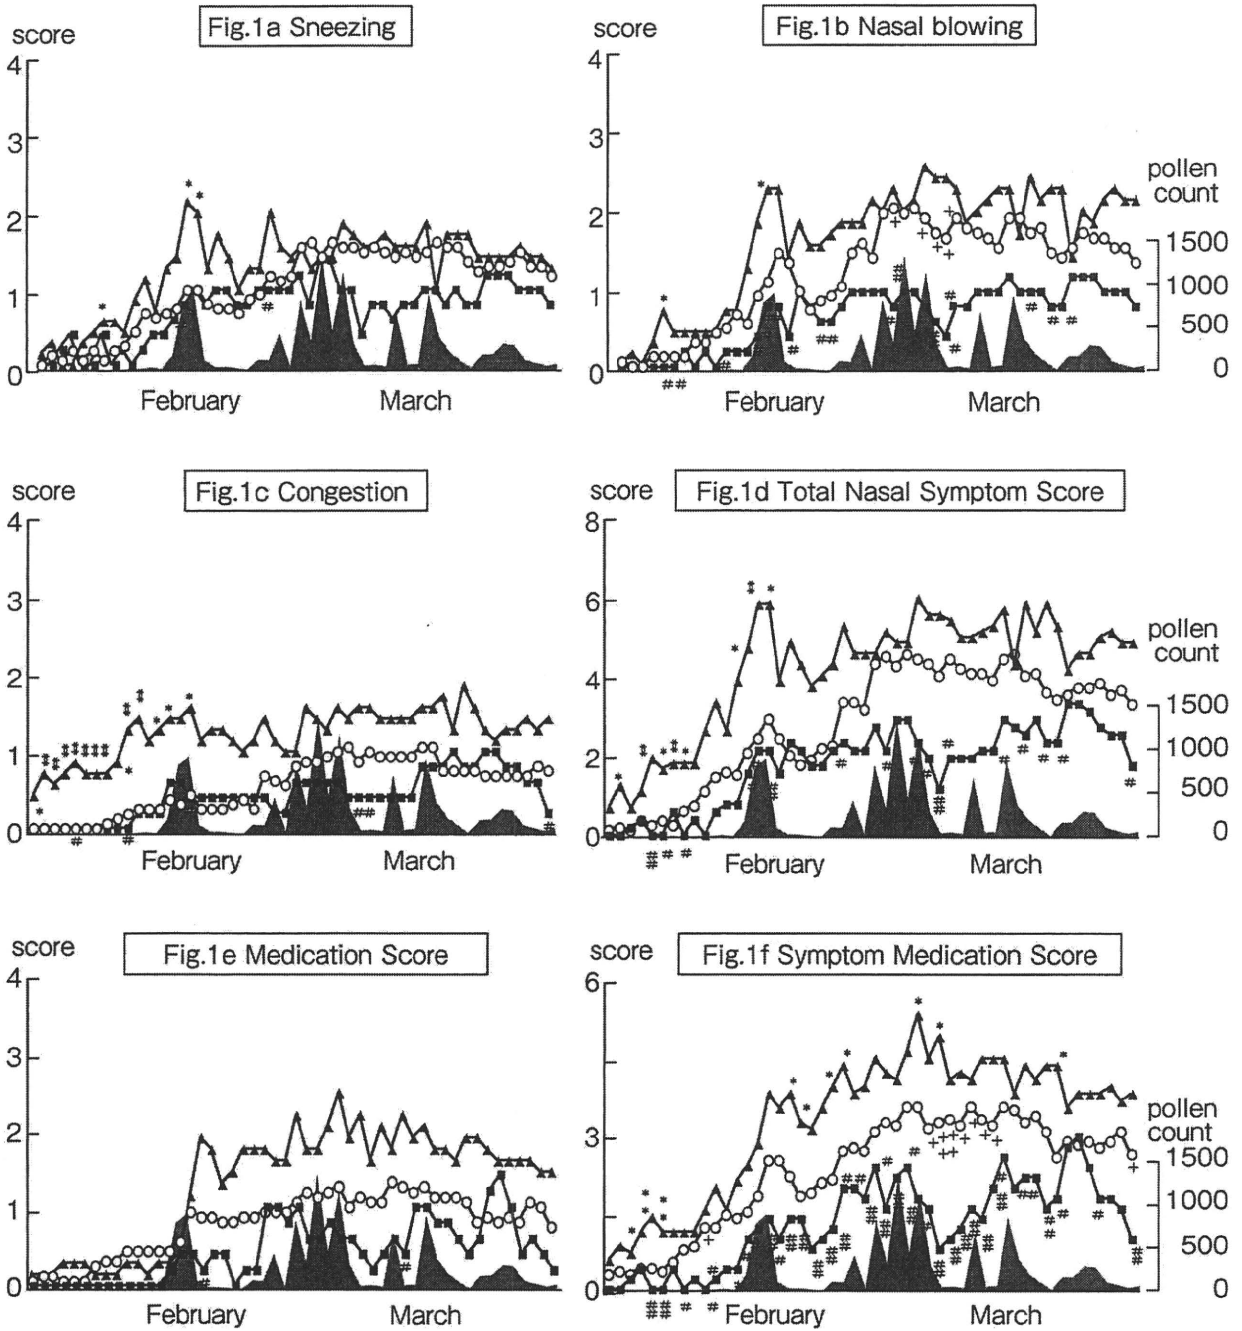 Fig.1a Sneezing
score
4
3
2
1
0
February
March
Fig.1b Nasal blowing
score
4
3
2
1
0
pollen
count
1500
1000
500
0
February
March
Fig.1c Congestion
score
4
3
2
1
0
February
March
Fig.1d Total Nasal Symptom Score
score
8
6
4
2
0
pollen
count
1500
1000
500
0
February
March
Fig.1e Medication Score
score
4
3
2
1
0
February
March
Fig.1f Symptom Medication Score
score
6
3
0
pollen
count
1500
1000
500
0
February
March